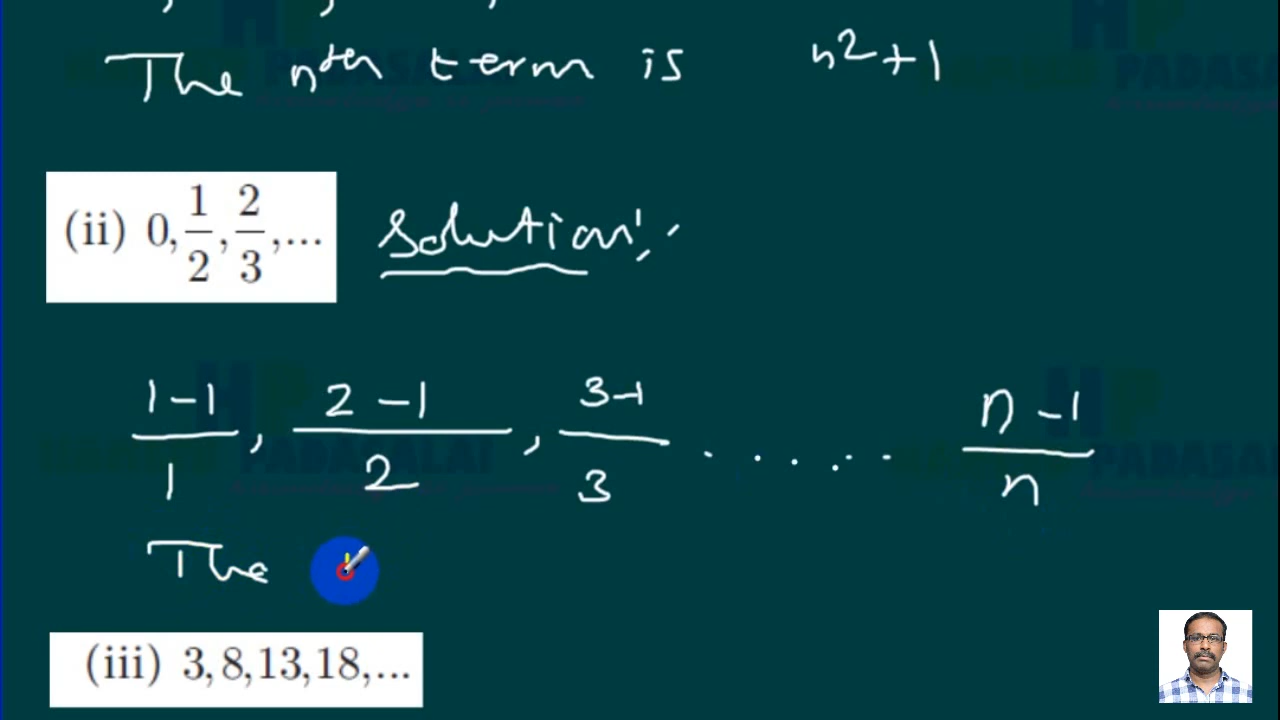 The nth term is n²+1
(ii) 0, 1/2, 2/3, ... Solution:
1-1/1, 2-1/2, 3-1/3 ....... n-1/n
The
(iii) 3, 8, 13, 18, ...